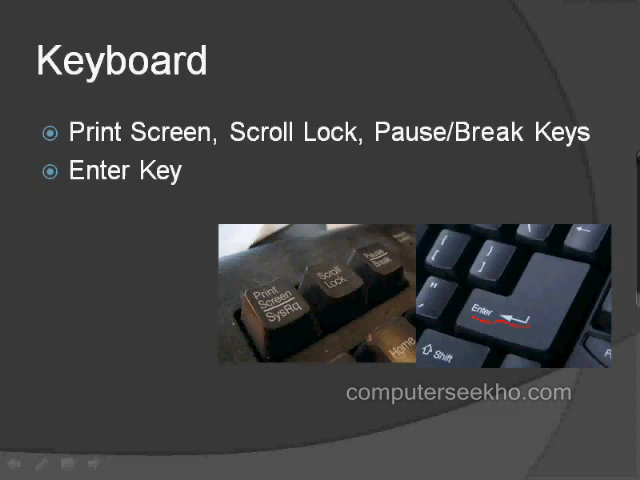 Keyboard
Print Screen, Scroll Lock, Pause/Break Keys
Enter Key
Print
Screen
SysRq
Scroll
Lock
Pause
Break
Home
{
[
}
]
"
Enter
Shift
computerseekho.com